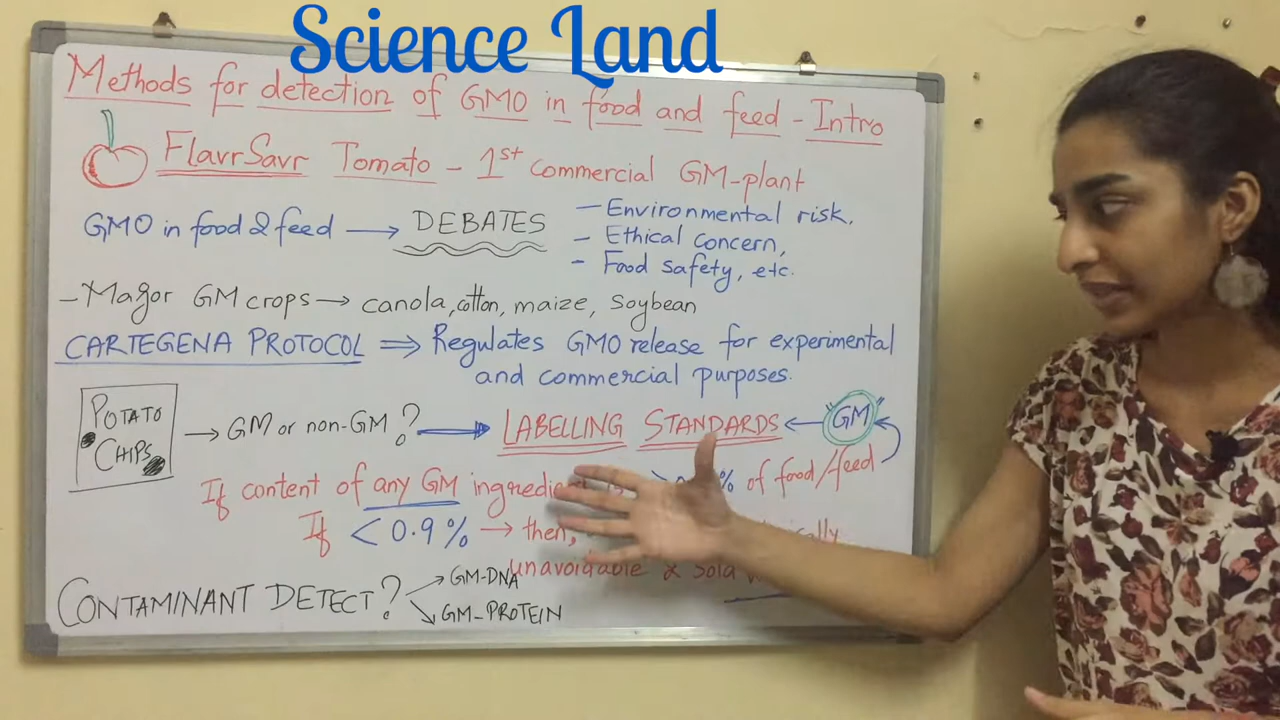 Science Land
Methods for detection of GMO in food and feed - Intro
FlavrSavr Tomato - 1st commercial GM-plant
GMO in food & feed → DEBATES
- Environmental risk,
- Ethical concern,
- Food safety, etc.
- Major GM crops → canola, cotton, maize, Soybean
CARTEGENA PROTOCOL ⇒ Regulates GMO release for experimental
and commercial purposes.
POTATO
CHIPS
→ GM or non-GM? → LABELLING STANDARDS ← GM
If content of any GM % of food/feed
If < 0.9% → then,
unavoidable &
CONTAMINANT DETECT? → GM-DNA
↘ GM-PROTEIN